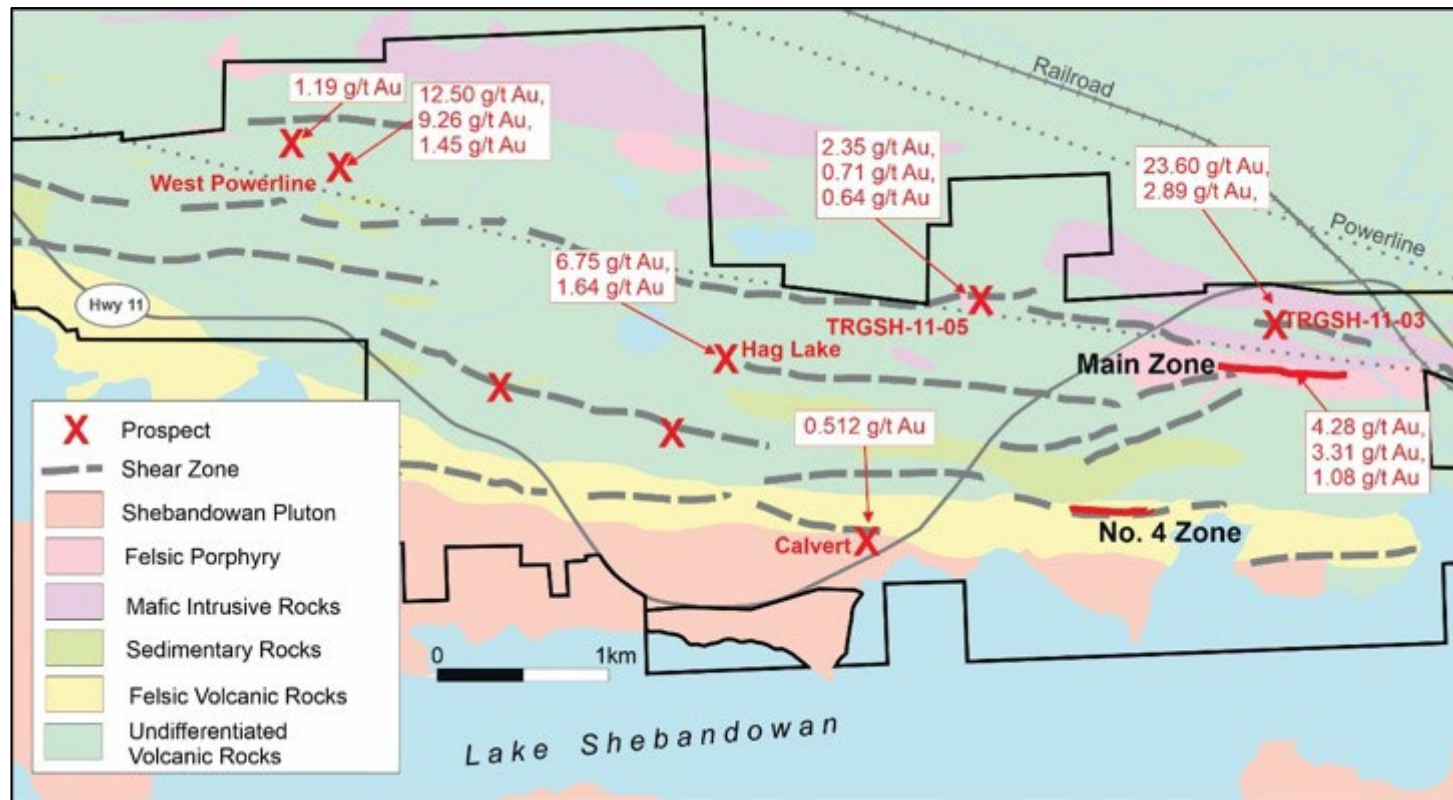 Railroad
1.19 g/t Au
12.50 g/t Au,
9.26 g/t Au,
1.45 g/t Au
West Powerline
2.35 g/t Au,
0.71 g/t Au,
0.64 g/t Au
23.60 g/t Au,
2.89 g/t Au,
Powerline
6.75 g/t Au,
1.64 g/t Au
Hwy 11
TRGSH-11-05
TRGSH-11-03
Hag Lake
Main Zone
0.512 g/t Au
4.28 g/t Au,
3.31 g/t Au,
1.08 g/t Au
Calvert
No. 4 Zone
X Prospect
Shear Zone
Shebandowan Pluton
Felsic Porphyry
Mafic Intrusive Rocks
Sedimentary Rocks
Felsic Volcanic Rocks
Undifferentiated
Volcanic Rocks
0 1km
Lake Shebandowan